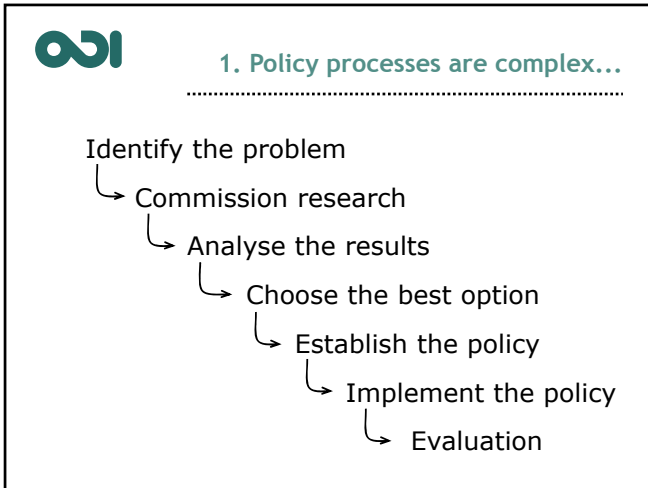 ODI
1. Policy processes are complex...
Identify the problem
Commission research
Analyse the results
Choose the best option
Establish the policy
Implement the policy
Evaluation